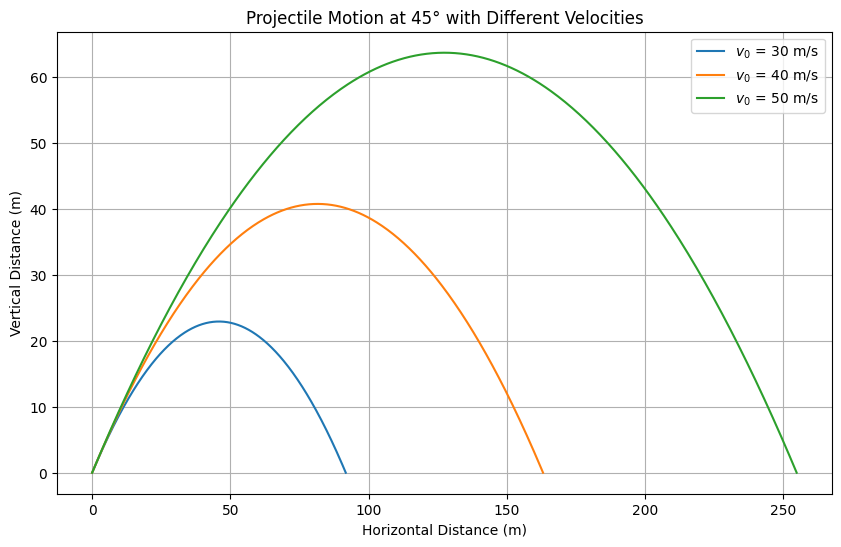 Projectile Motion at 45° with Different Velocities
v₀ = 30 m/s
v₀ = 40 m/s
v₀ = 50 m/s
Vertical Distance (m)
60
50
40
30
20
10
0
0 50 100 150 200 250
Horizontal Distance (m)